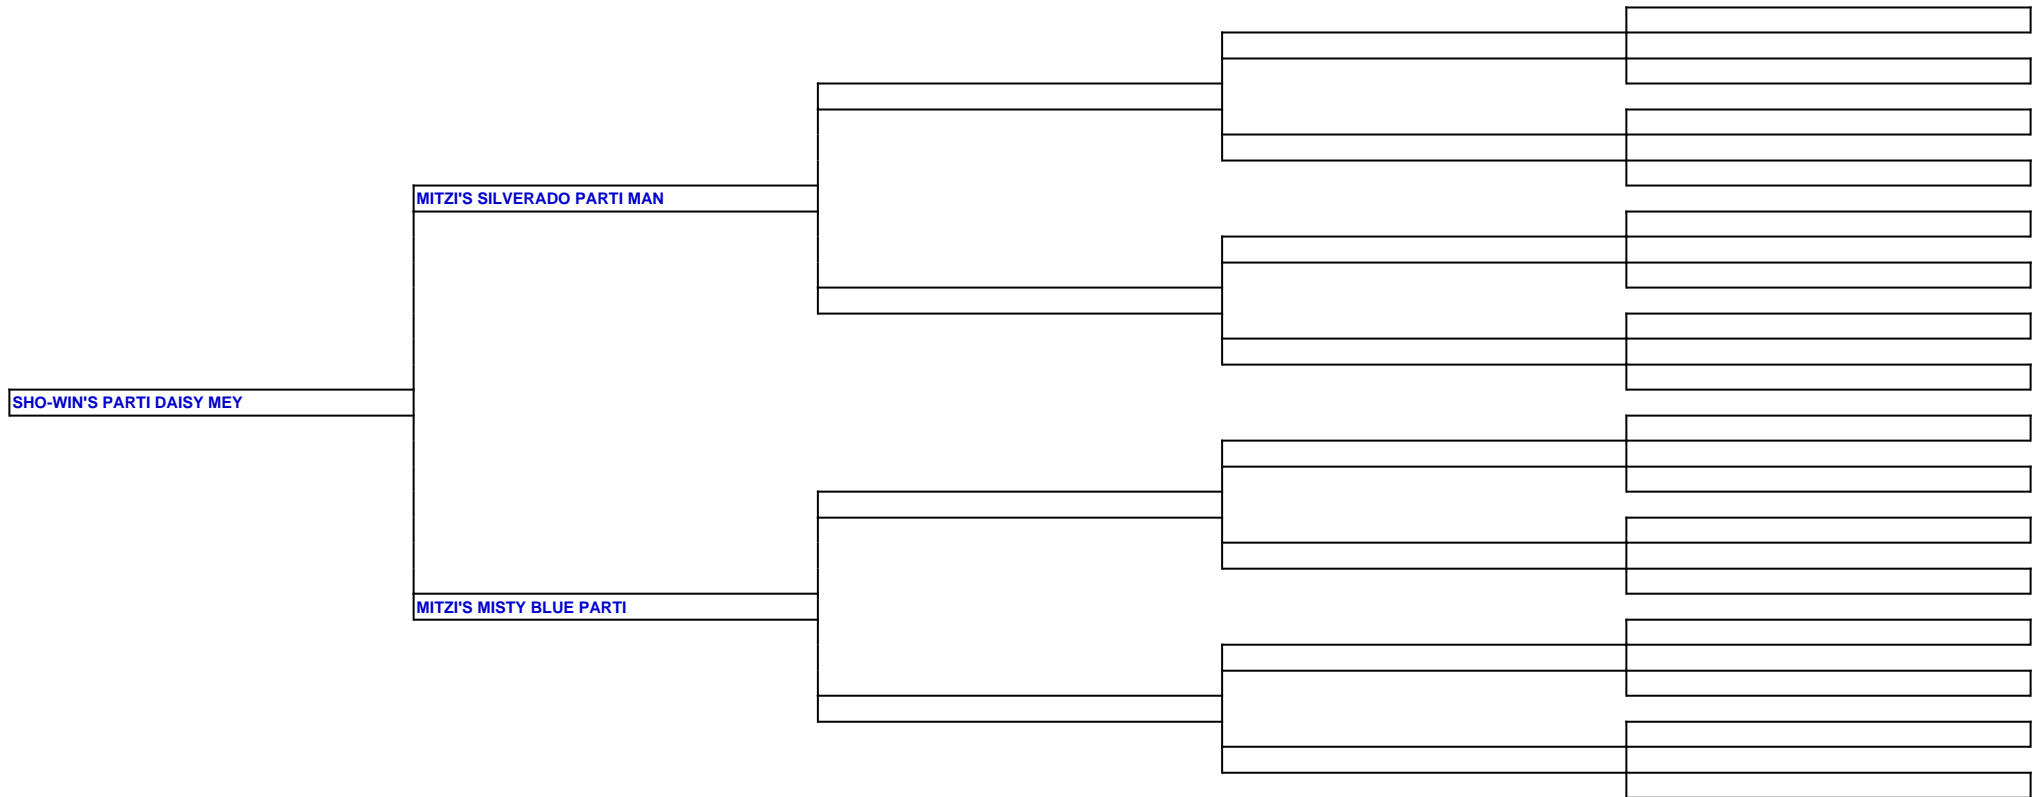 MITZI'S SILVERADO PARTI MAN
SHO-WIN'S PARTI DAISY MEY
MITZI'S MISTY BLUE PARTI